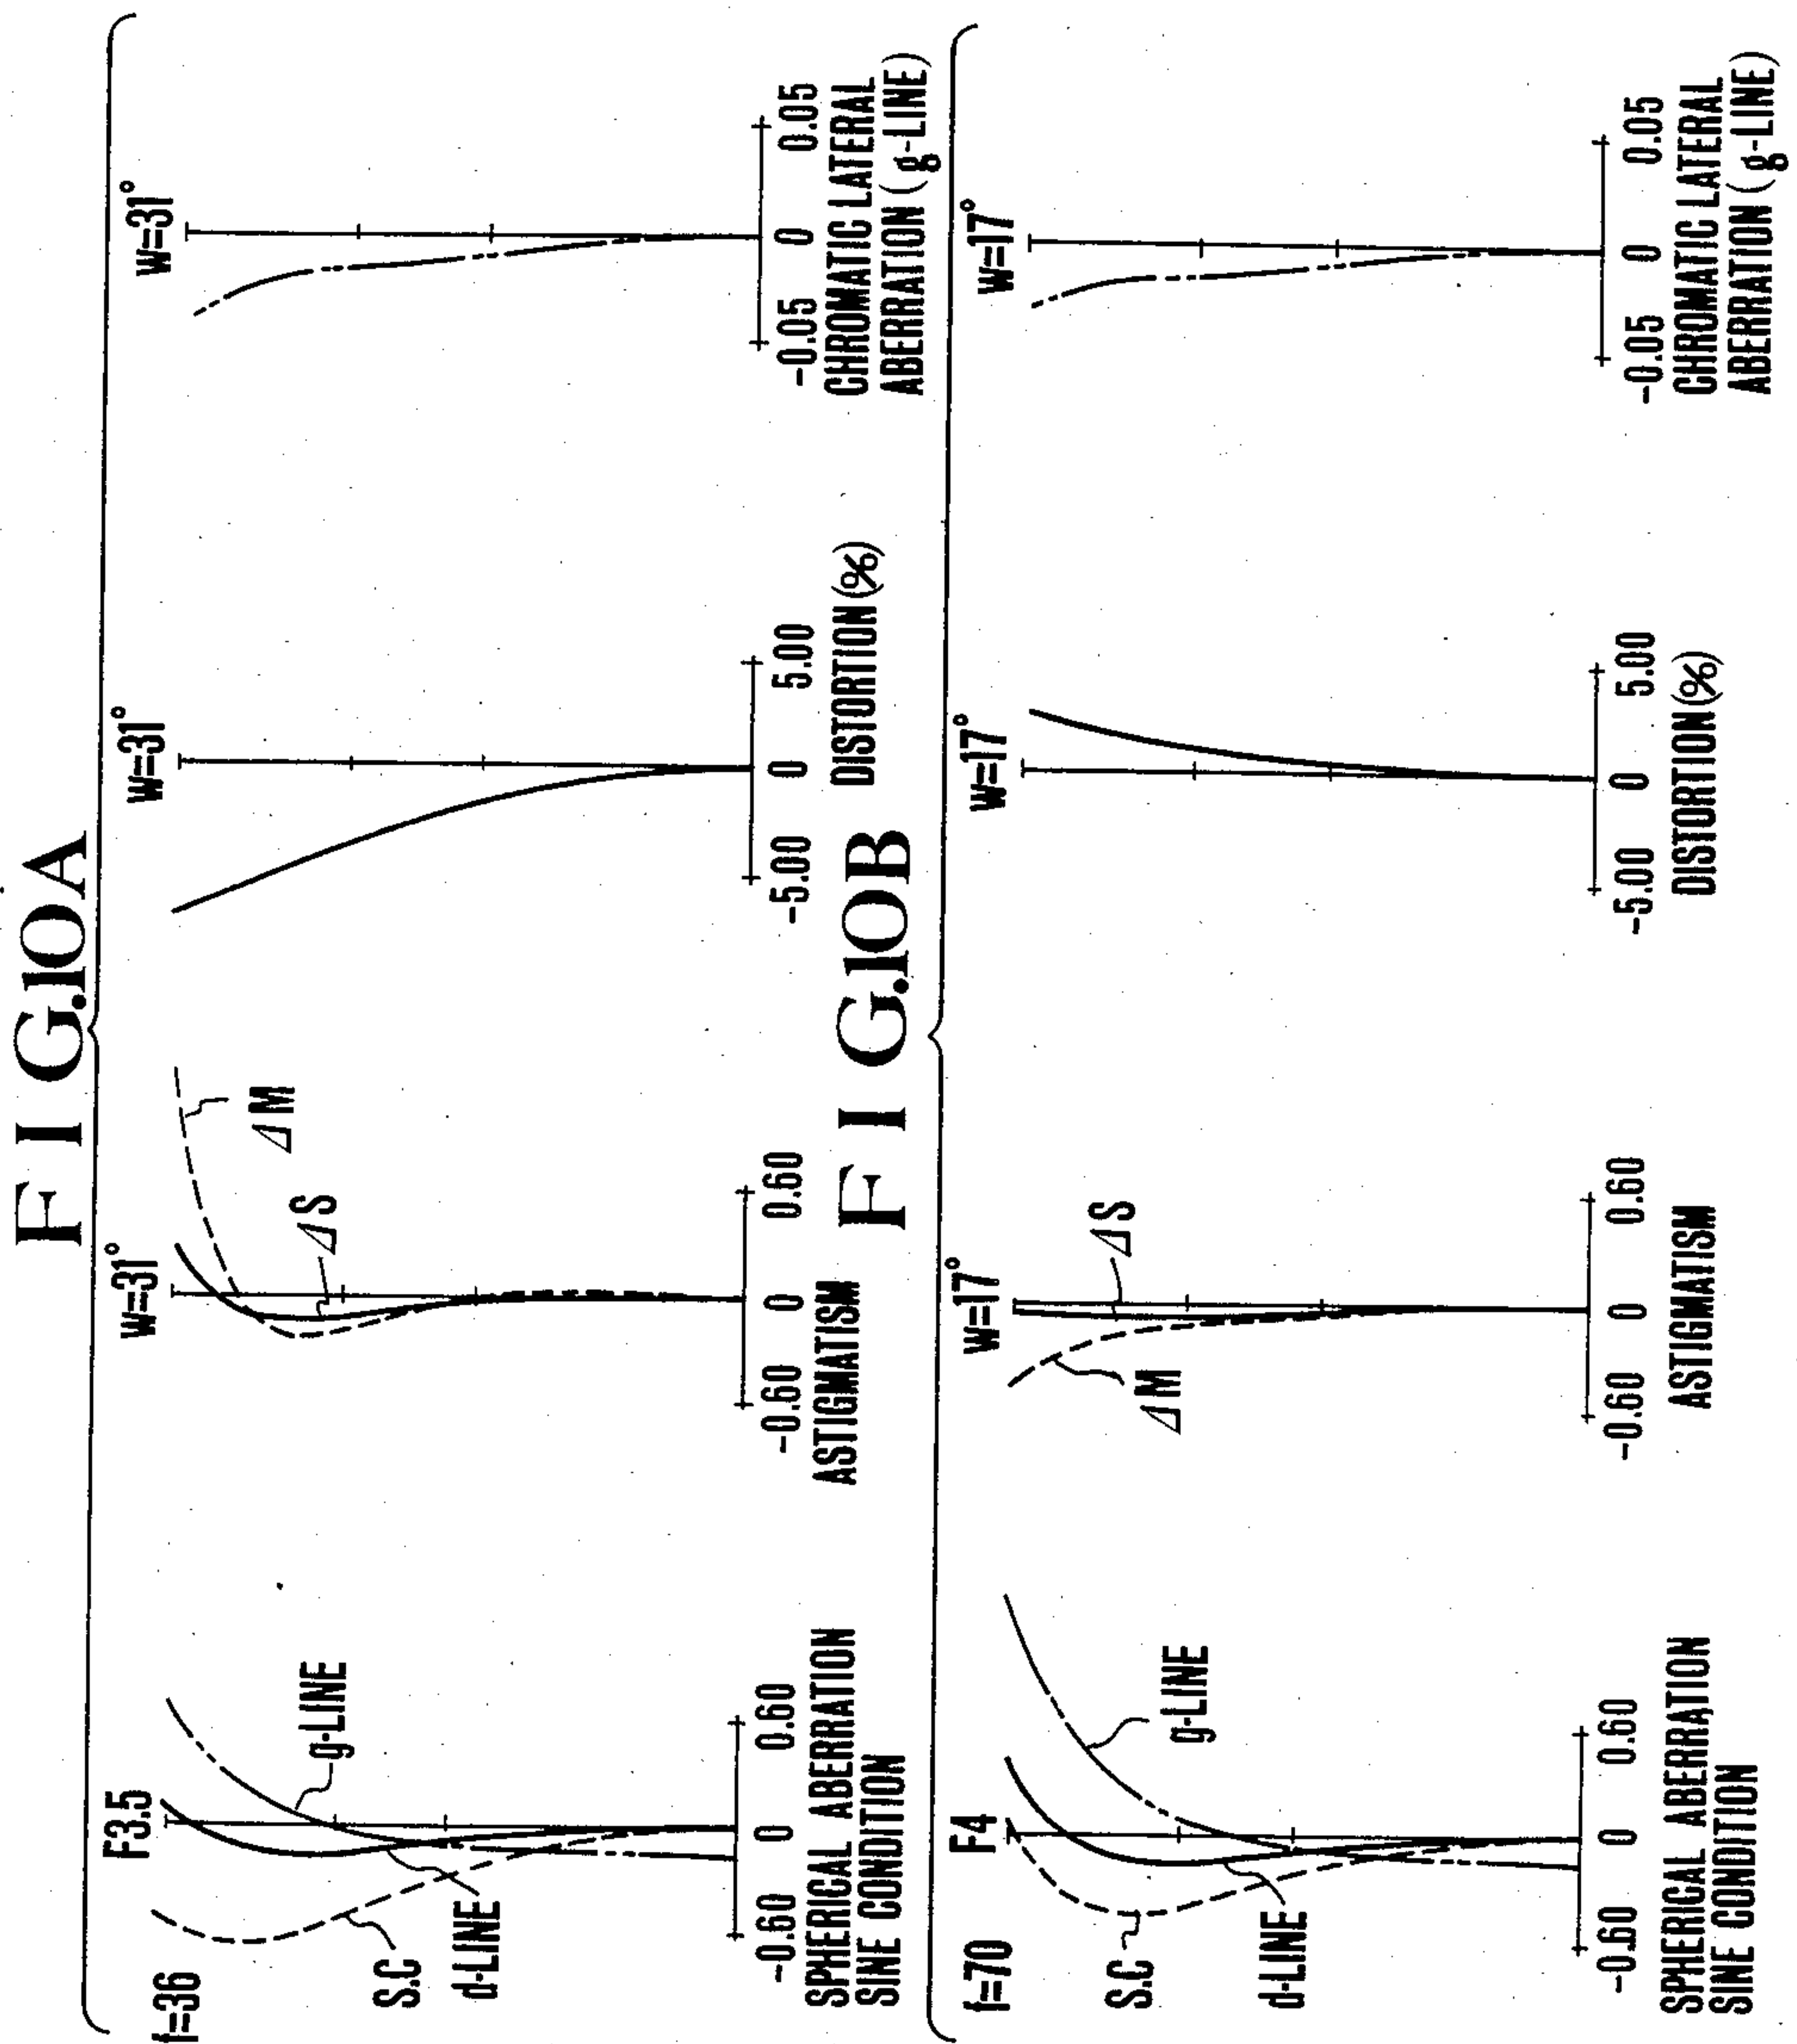 FIG.10A
f=36
F3.5
g-LINE
S.C
d-LINE
-0.60 0 0.60
SPHERICAL ABERRATION
SINE CONDITION
W=31°
ΔM
ΔS
-0.60 0 0.60
ASTIGMATISM
W=31°
-5.00 0 5.00
DISTORTION(%)
W=31°
-0.05 0 0.05
CHROMATIC LATERAL
ABERRATION(g-LINE)
FIG.10B
f=70
F4
g-LINE
S.C
d-LINE
-0.60 0 0.60
SPHERICAL ABERRATION
SINE CONDITION
W=17°
ΔS
ΔM
-0.60 0 0.60
ASTIGMATISM
W=17°
-5.00 0 5.00
DISTORTION(%)
W=17°
-0.05 0 0.05
CHROMATIC LATERAL
ABERRATION(g-LINE)